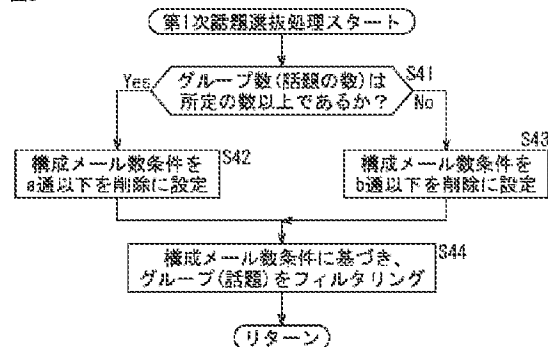 第1次話題選抜処理スタート
グループ数(話題の数)は
所定の数以上であるか?
S41
Yes
No
構成メール数条件を
a通以下を削除に設定
S42
構成メール数条件を
b通以下を削除に設定
S43
構成メール数条件に基づき、
グループ(話題)をフィルタリング
S44
リターン